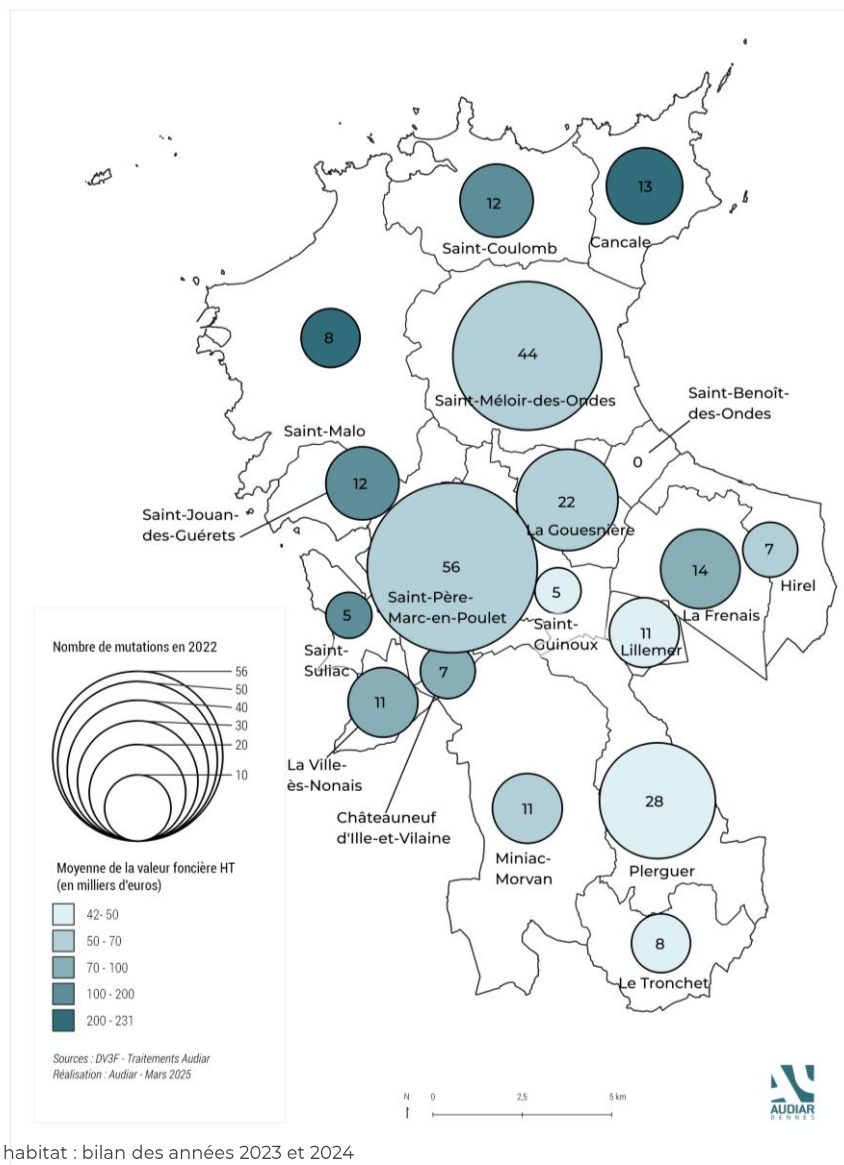 12
13
Saint-Coulomb
Cancale
8
44
Saint-Méloir-des-Ondes
Saint-Benoît-
des-Ondes
0
Saint-Malo
12
Saint-Jouan-
des-Guérets
22
La Gouesnière
56
Saint-Père-
Marc-en-Poulet
7
Hirel
14
La Frenais
5
Saint-
Guinoux
11
Lillemer
5
Saint-
Suliac
7
11
La Ville-
ès-Nonais
Châteauneuf
d'Ille-et-Vilaine
11
Miniac-
Morvan
28
Plerguer
8
Le Tronchet
Nombre de mutations en 2022
56
50
40
30
20
10
Moyenne de la valeur foncière HT
(en milliers d'euros)
42- 50
50 - 70
70 - 100
100 - 200
200 - 231
Sources : DV3F - Traitements Audiar
Réalisation : Audiar - Mars 2025
N 0 2,5 5 km
AUDIAR
RENNES
habitat : bilan des années 2023 et 2024